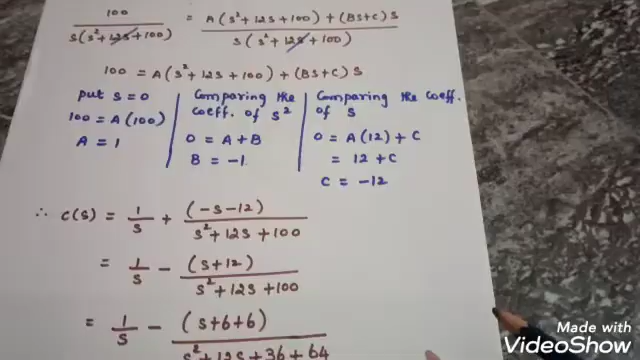 100 / s(s²+12s+100) = A(s²+12s+100)+(Bs+C)s / s(s²+12s+100)
100 = A(s²+12s+100)+(Bs+C)s
put s=0
100 = A(100)
A = 1
Comparing the
coeff. of s²
0 = A+B
B = -1
Comparing the coeff.
of s
0 = A(12)+C
= 12+C
C = -12
∴ C(s) = 1/s + (-s-12) / s²+12s+100
= 1/s - (s+12) / s²+12s+100
= 1/s - (s+6+6) / s²+12s+36+64
Made with
VideoShow